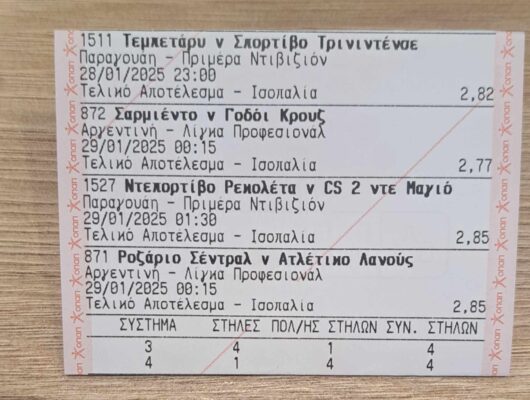 1511 Τεμπετάρυ v Σπορτίβο Τρινιντένσε
Παραγουάη - Πριμέρα Ντιβιζιόν
28/01/2025 23:00
Τελικό Αποτέλεσμα - Ισοπαλία 2,82
872 Σαρμιέντο v Γοδόι Κρουζ
Αργεντινή - Λίγκα Προφεσιονάλ
29/01/2025 00:15
Τελικό Αποτέλεσμα - Ισοπαλία 2,77
1527 Ντεπορτίβο Ρεκολέτα v CS 2 ντε Μαγιό
Παραγουάη - Πριμέρα Ντιβιζιόν
29/01/2025 01:30
Τελικό Αποτέλεσμα - Ισοπαλία 2,85
871 Ροζάριο Σέντραλ v Ατλέτικο Λανούς
Αργεντινή - Λίγκα Προφεσιονάλ
29/01/2025 00:15
Τελικό Αποτέλεσμα - Ισοπαλία 2,85
ΣΥΣΤΗΜΑ ΣΤΗΛΕΣ ΠΟΛ/ΗΣ ΣΤΗΛΩΝ ΣΥΝ. ΣΤΗΛΩΝ
3 4 1 4
4 1 4 4
οπαπ